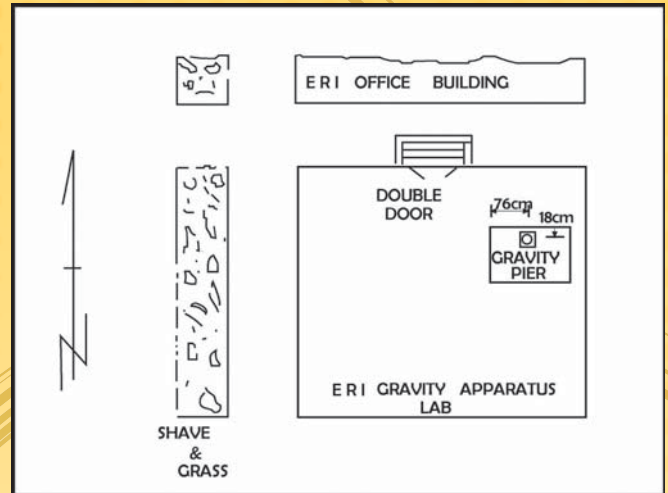 ERI OFFICE BUILDING
DOUBLE
DOOR
76cm
18cm
GRAVITY
PIER
ERI GRAVITY APPARATUS
LAB
SHAVE
&
GRASS
N